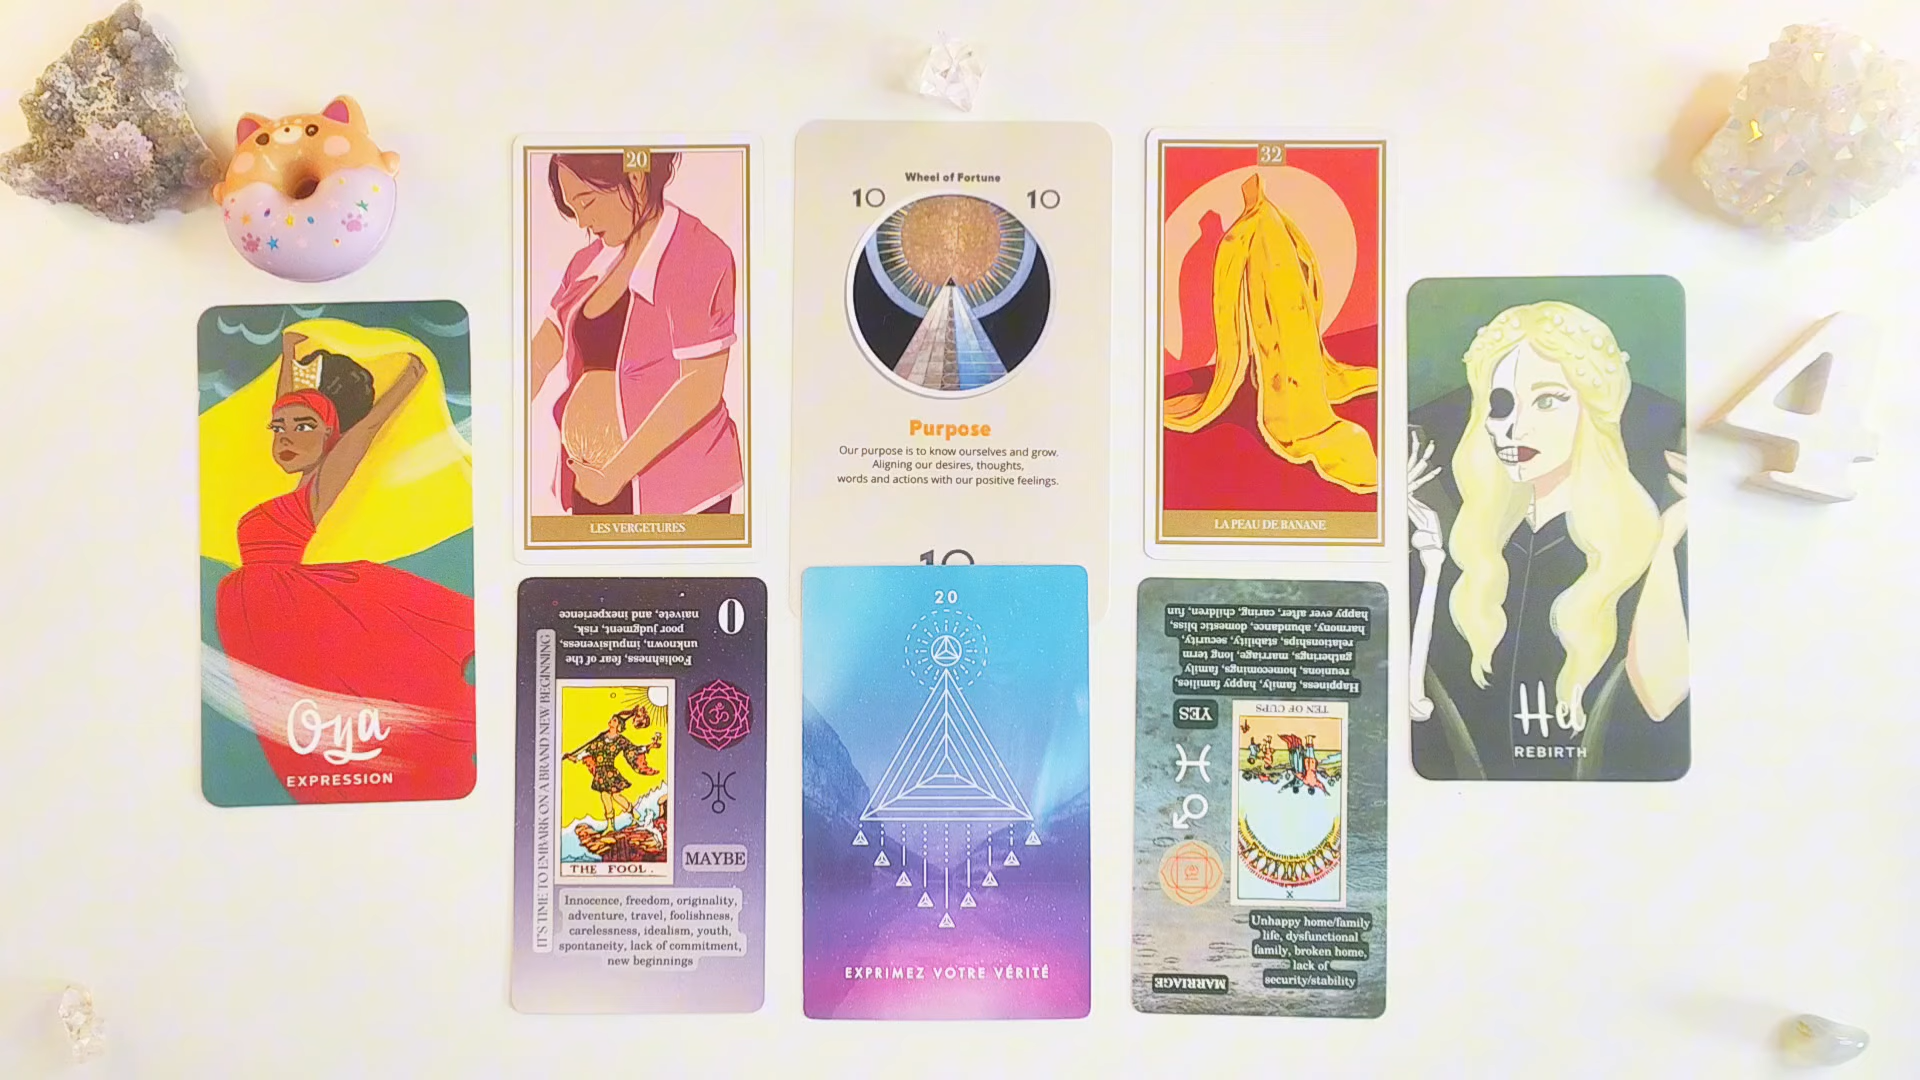 20
LES VERGETURES
Wheel of Fortune
10
10
Purpose
Our purpose is to know ourselves and grow.
Aligning our desires, thoughts,
words and actions with our positive feelings.
10
32
LA PEAU DE BANANE
Oya
EXPRESSION
Hel
REBIRTH
4
0
Foolishness, fear of the
unknown, impulsiveness,
poor judgment, risk,
naivete, and inexperience
IT'S TIME TO EMBARK ON A BRAND NEW BEGINNING
THE FOOL.
MAYBE
Innocence, freedom, originality,
adventure, travel, foolishness,
carelessness, idealism, youth,
spontaneity, lack of commitment,
new beginnings
20
EXPRIMEZ VOTRE VÉRITÉ
Happiness, family, happy families,
reunions, homecomings, family
gatherings, marriage, long term
relationships, stability, security,
harmony, abundance, domestic bliss,
happy ever after, caring, children, fun
YES
TEN OF CUPS
X
Unhappy home/family
life, dysfunctional
family, broken home,
lack of
security/stability
MARRIAGE